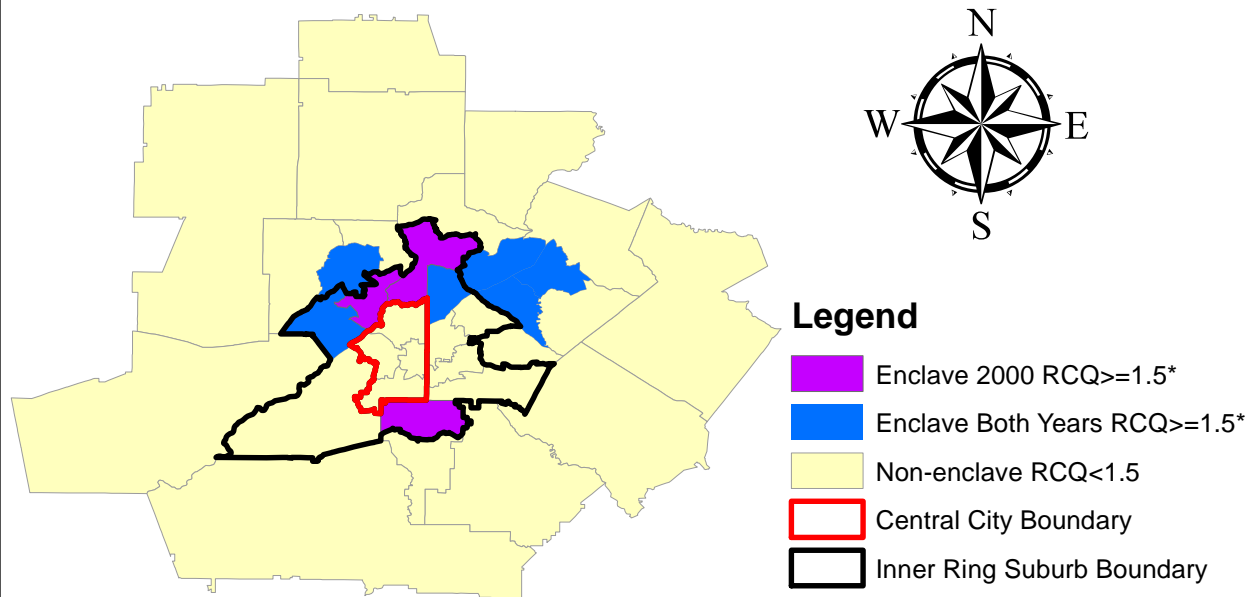 N
W E
S
Legend
Enclave 2000 RCQ>=1.5*
Enclave Both Years RCQ>=1.5*
Non-enclave RCQ<1.5
Central City Boundary
Inner Ring Suburb Boundary